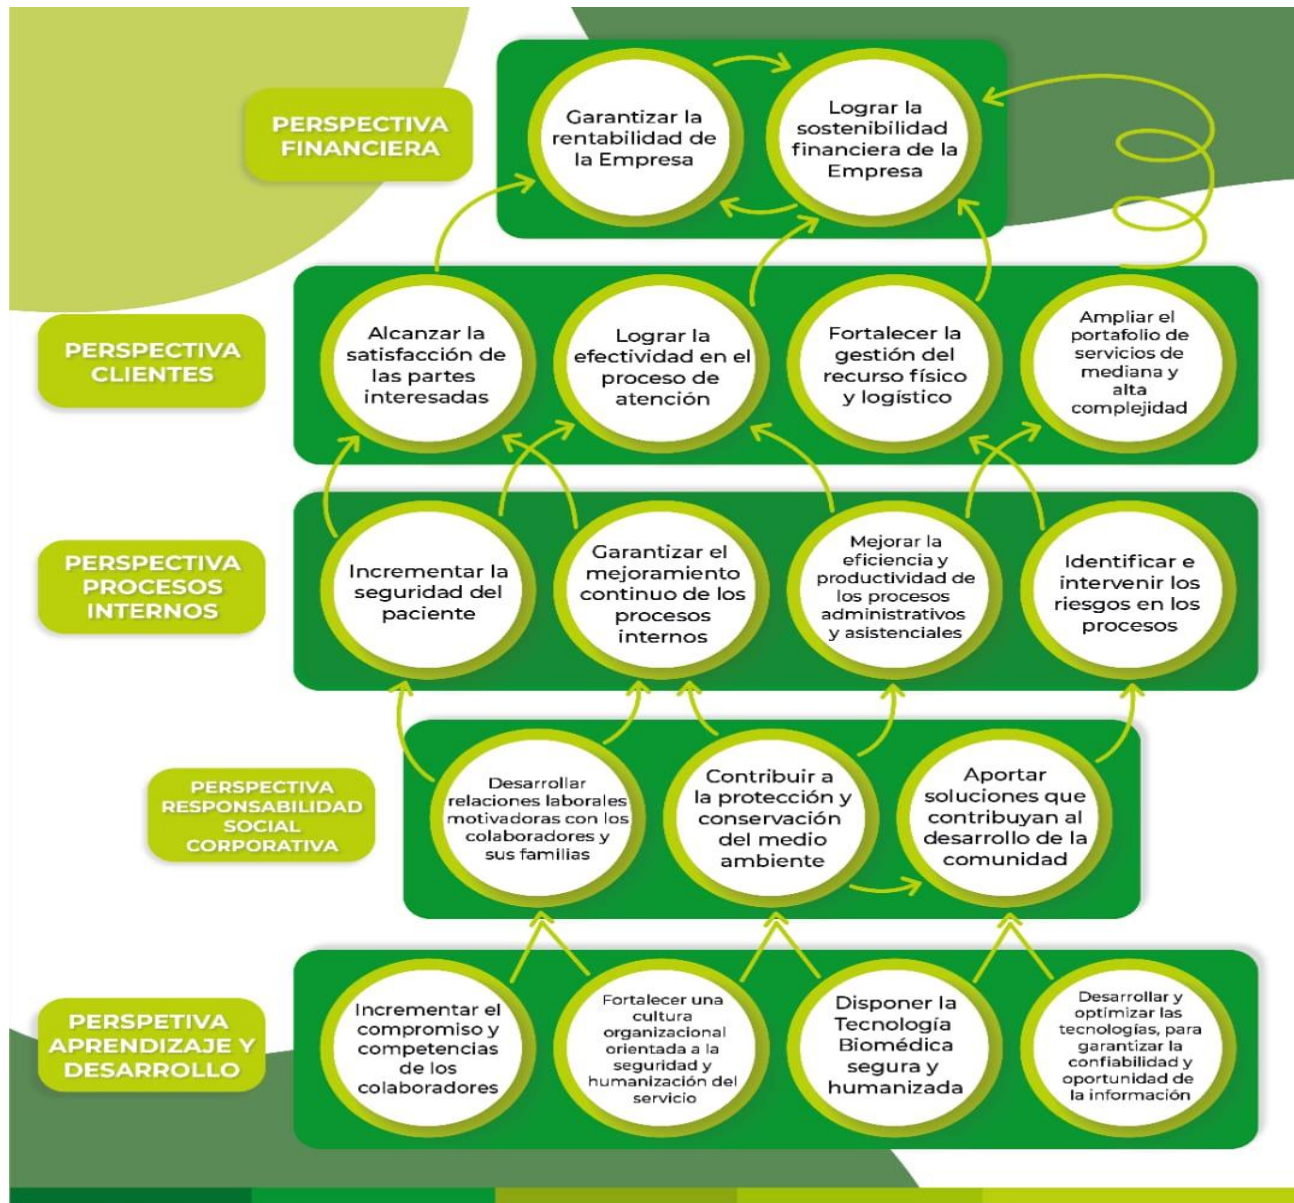 PERSPECTIVA
FINANCIERA
Garantizar la
rentabilidad de
la Empresa
Lograr la
sostenibilidad
financiera de la
Empresa
PERSPECTIVA
CLIENTES
Alcanzar la
satisfacción de
las partes
interesadas
Lograr la
efectividad en el
proceso de
atención
Fortalecer la
gestión del
recurso físico
y logístico
Ampliar el
portafolio de
servicios de
mediana y
alta
complejidad
PERSPECTIVA
PROCESOS
INTERNOS
Incrementar la
seguridad del
paciente
Garantizar el
mejoramiento
continuo de los
procesos
internos
Mejorar la
eficiencia y
productividad de
los procesos
administrativos
y asistenciales
Identificar e
intervenir los
riesgos en los
procesos
PERSPECTIVA
RESPONSABILIDAD
SOCIAL
CORPORATIVA
Desarrollar
relaciones laborales
motivadoras con los
colaboradores y
sus familias
Contribuir a
la protección y
conservación
del medio
ambiente
Aportar
soluciones que
contribuyan al
desarrollo de la
comunidad
PERSPETIVA
APRENDIZAJE Y
DESARROLLO
Incrementar el
compromiso y
competencias
de los
colaboradores
Fortalecer una
cultura
organizacional
orientada a la
seguridad y
humanización del
servicio
Disponer la
Tecnología
Biomédica
segura y
humanizada
Desarrollar y
optimizar las
tecnologías, para
garantizar la
confiabilidad y
oportunidad de
la información